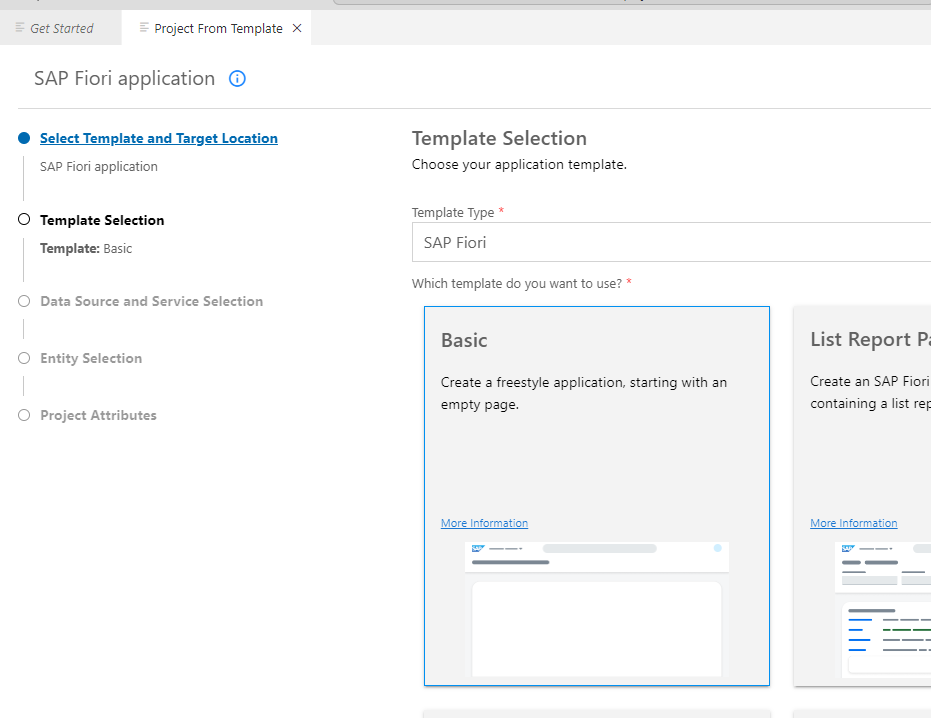 Get Started
Project From Template
SAP Fiori application
Select Template and Target Location
SAP Fiori application
Template Selection
Template: Basic
Data Source and Service Selection
Entity Selection
Project Attributes
Template Selection
Choose your application template.
Template Type *
SAP Fiori
Which template do you want to use? *
Basic
Create a freestyle application, starting with an
empty page.
More Information
SAP
List Report
Create an SAP Fiori
containing a list
More Information
SAP